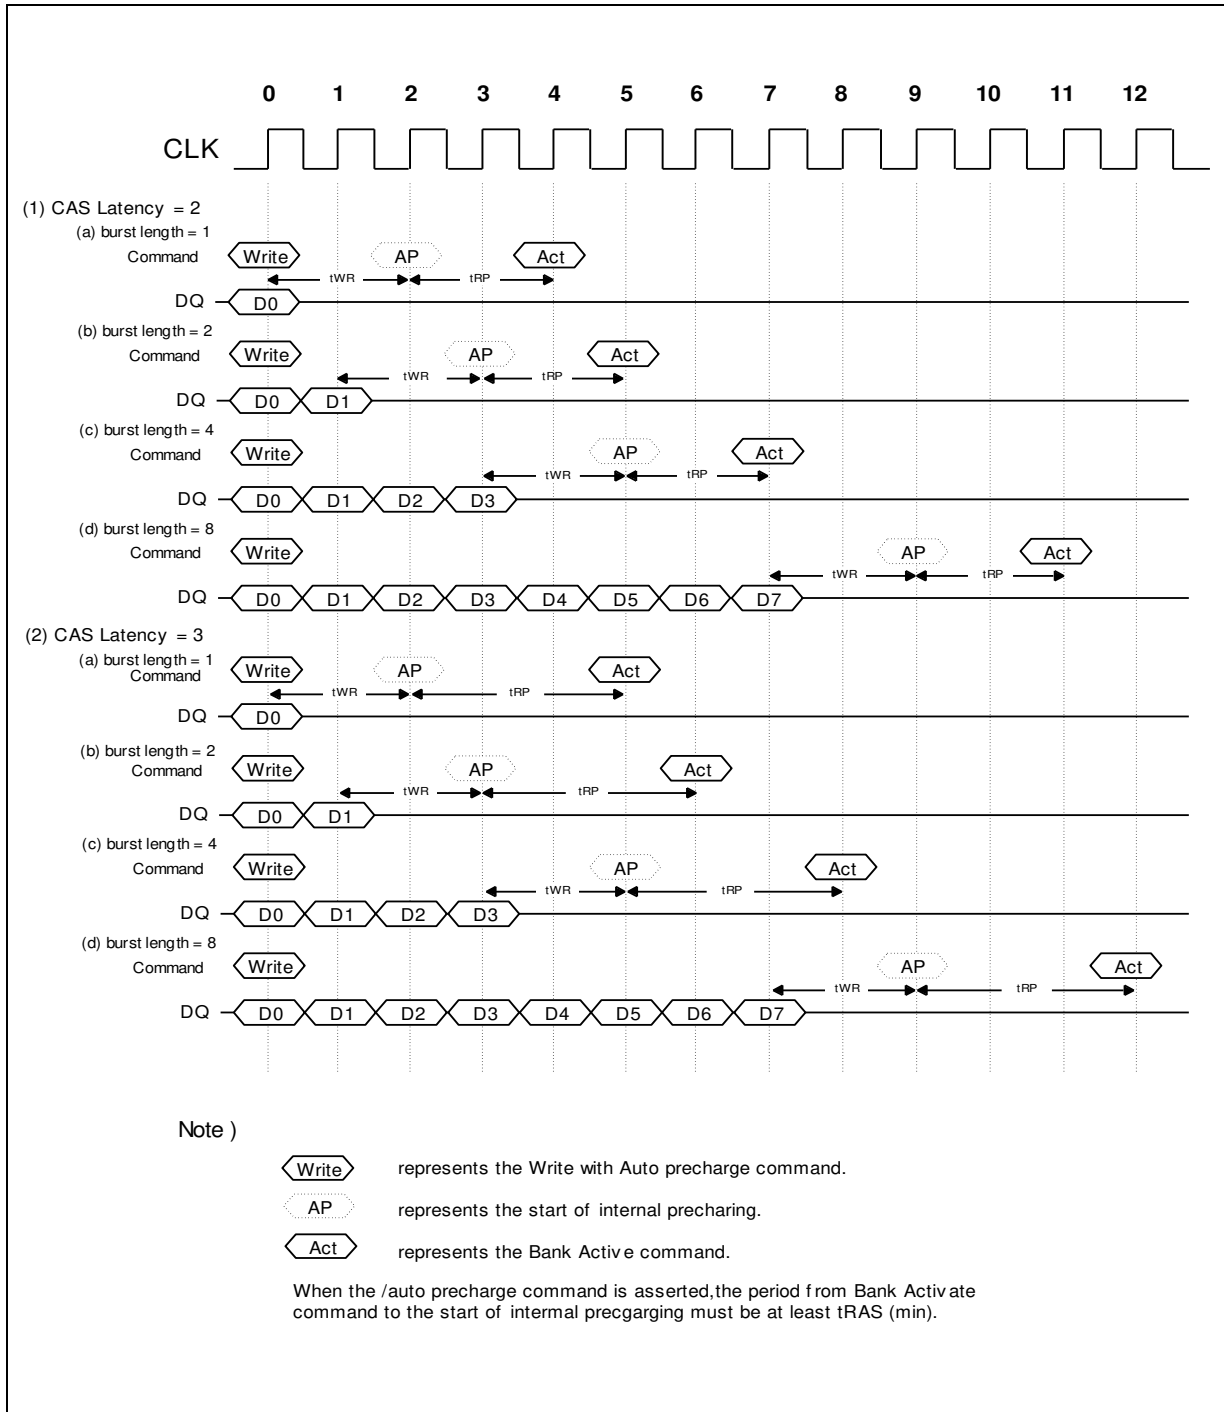 0 1 2 3 4 5 6 7 8 9 10 11 12
CLK
(1) CAS Latency = 2
(a) burst length = 1
Command Write AP Act
tWR tRP
DQ D0
(b) burst length = 2
Command Write AP Act
tWR tRP
DQ D0 D1
(c) burst length = 4
Command Write AP Act
tWR tRP
DQ D0 D1 D2 D3
(d) burst length = 8
Command Write AP Act
tWR tRP
DQ D0 D1 D2 D3 D4 D5 D6 D7
(2) CAS Latency = 3
(a) burst length = 1
Command Write AP Act
tWR tRP
DQ D0
(b) burst length = 2
Command Write AP Act
tWR tRP
DQ D0 D1
(c) burst length = 4
Command Write AP Act
tWR tRP
DQ D0 D1 D2 D3
(d) burst length = 8
Command Write AP Act
tWR tRP
DQ D0 D1 D2 D3 D4 D5 D6 D7
Note )
Write represents the Write with Auto precharge command.
AP represents the start of internal precharing.
Act represents the Bank Active command.
When the /auto precharge command is asserted,the period from Bank Activate
command to the start of intermal precgarging must be at least tRAS (min).